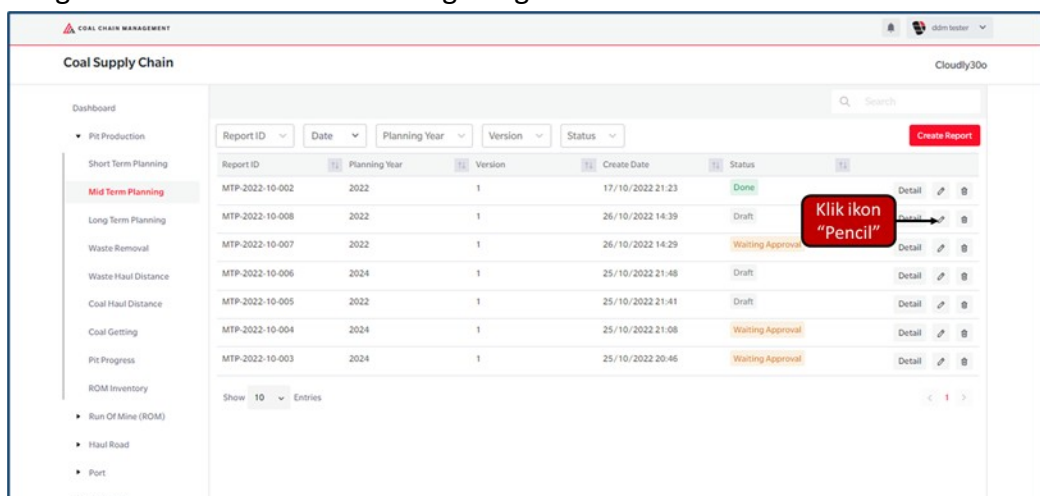 COAL CHAIN MANAGEMENT
ddm tester
Coal Supply Chain
Cloudly30o
Search
Dashboard
Pit Production
Short Term Planning
Mid Term Planning
Long Term Planning
Waste Removal
Waste Haul Distance
Coal Haul Distance
Coal Getting
Pit Progress
ROM Inventory
Run Of Mine (ROM)
Haul Road
Port
Report ID Date Planning Year Version Status Create Report
Report ID Planning Year Version Create Date Status
MTP-2022-10-002 2022 1 17/10/2022 21:23 Done Detail
MTP-2022-10-008 2022 1 26/10/2022 14:39 Draft Detail
Klik ikon
"Pencil"
MTP-2022-10-007 2022 1 26/10/2022 14:29 Waiting Approval Detail
MTP-2022-10-006 2024 1 25/10/2022 21:48 Draft Detail
MTP-2022-10-005 2022 1 25/10/2022 21:41 Draft Detail
MTP-2022-10-004 2024 1 25/10/2022 21:08 Waiting Approval Detail
MTP-2022-10-003 2024 1 25/10/2022 20:46 Waiting Approval Detail
Show 10 Entries
< 1 >